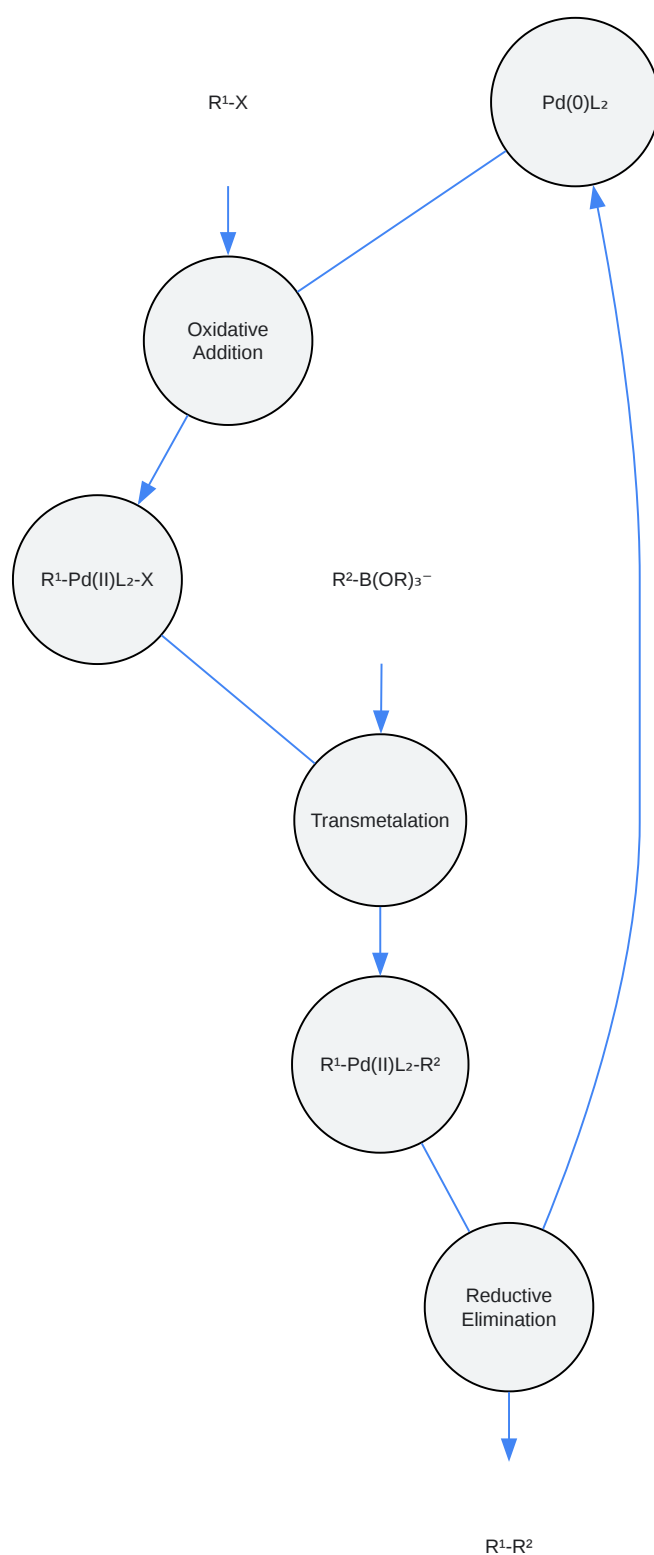 R¹-X
Pd(0)L₂
Oxidative
Addition
R¹-Pd(II)L₂-X
R²-B(OR)₃⁻
Transmetalation
R¹-Pd(II)L₂-R²
Reductive
Elimination
R¹-R²